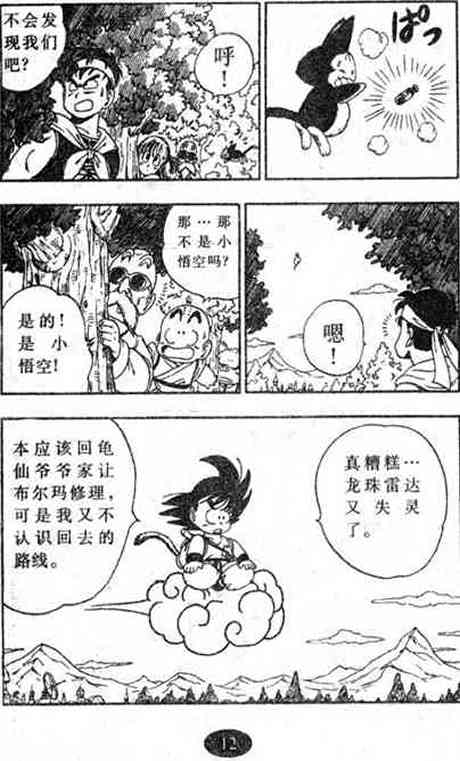 ぱっ
呼！
不会发
现我们
吧？
嗯！
那…那
不是小
悟空吗？
是的！
是小
悟空！
真糟糕…
龙珠雷达
又失灵
了。
本应该回龟
仙爷爷家让
布尔玛修理，
可是我又不
认识回去的
路线。
12